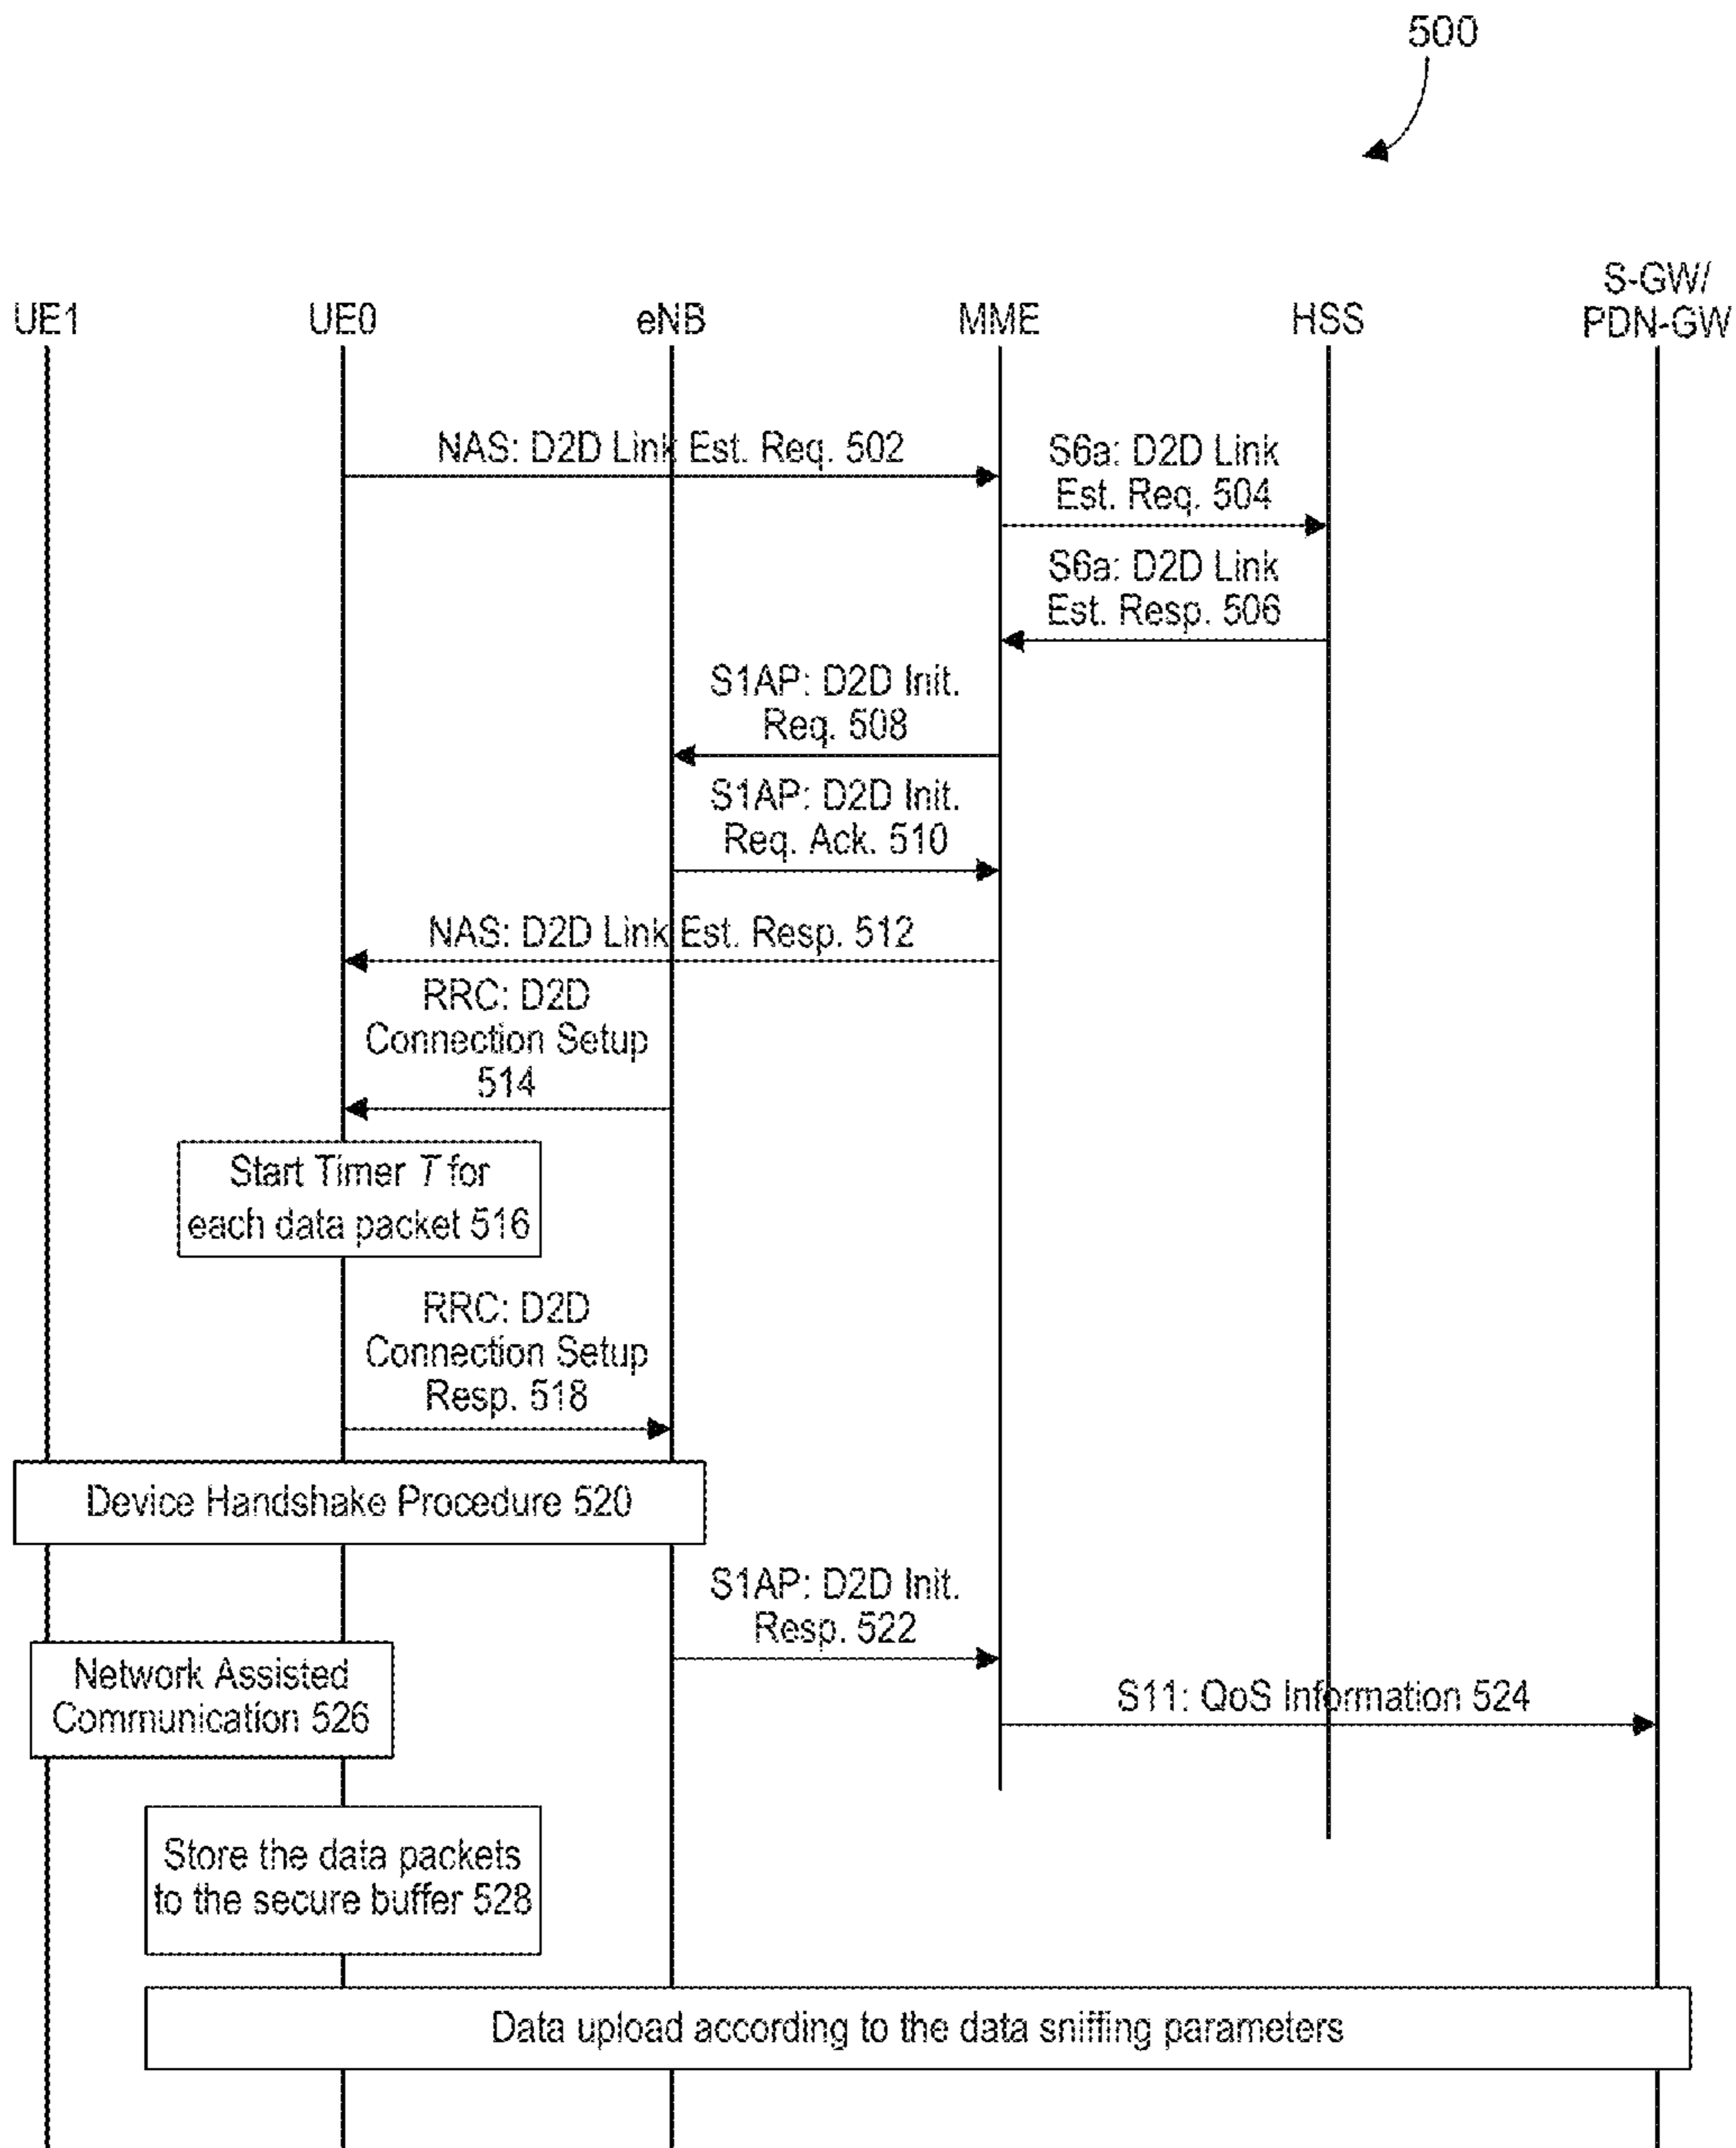 500
UE1
UE0
eNB
MME
HSS
S-GW/
PDN-GW
NAS: D2D Link Est. Req. 502
S6a: D2D Link
Est. Req. 504
S6a: D2D Link
Est. Resp. 506
S1AP: D2D Init.
Req. 508
S1AP: D2D Init.
Req. Ack. 510
NAS: D2D Link Est. Resp. 512
RRC: D2D
Connection Setup
514
Start Timer T for
each data packet 516
RRC: D2D
Connection Setup
Resp. 518
Device Handshake Procedure 520
S1AP: D2D Init.
Resp. 522
Network Assisted
Communication 526
S11: QoS Information 524
Store the data packets
to the secure buffer 528
Data upload according to the data sniffing parameters